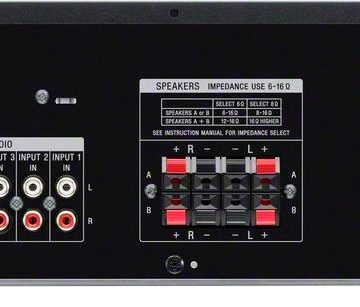 SPEAKERS IMPEDANCE USE 6-16Ω
SELECT 6Ω SELECT 8Ω
SPEAKERS A or B 6-16Ω 8-16Ω
SPEAKERS A + B 12-16Ω 16Ω HIGHER
SEE INSTRUCTION MANUAL FOR IMPEDANCE SELECT
+ R - - L +
A A
B B
+ R - - L +
DIO
PUT 3 INPUT 2 INPUT 1
IN IN IN
L
R